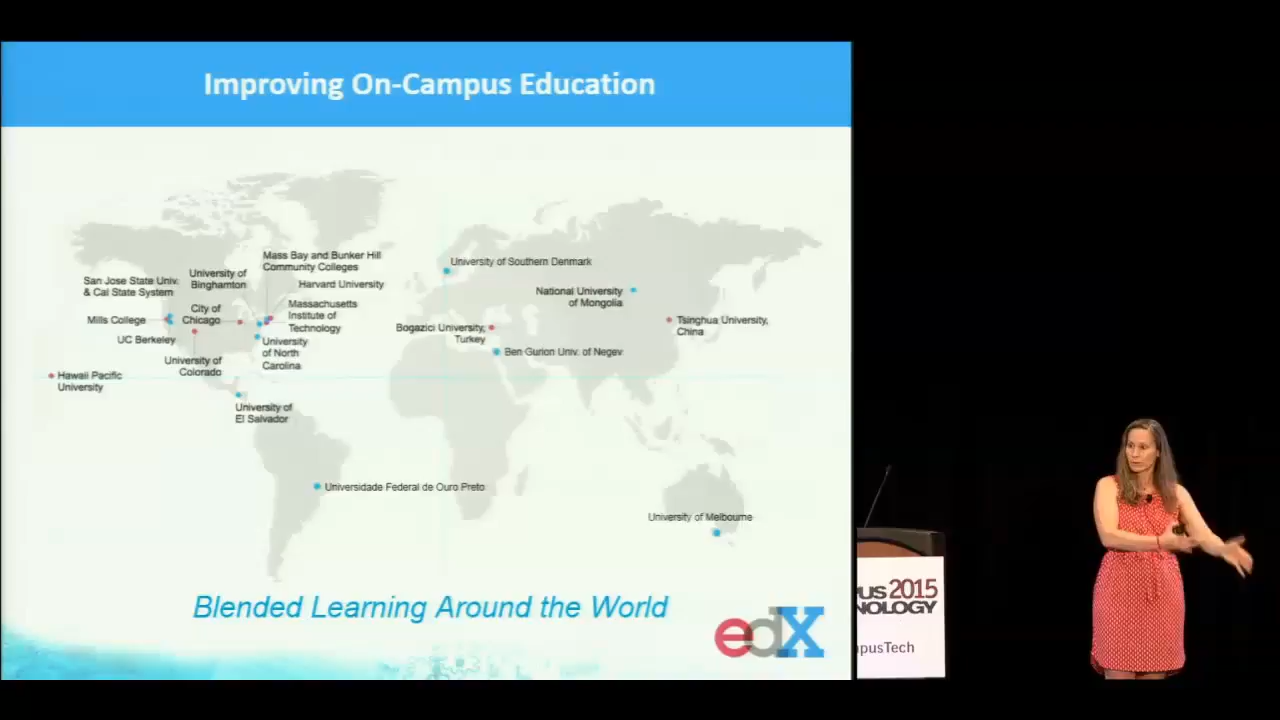 Improving On-Campus Education
Mass Bay and Bunker Hill
Community Colleges
University of Southern Denmark
San Jose State Univ.
& Cal State System
University of
Binghamton
Harvard University
National University
of Mongolia
Mills College
City of
Chicago
Massachusetts
Institute of
Technology
Bogazici University,
Turkey
Tsinghua University,
China
UC Berkeley
University
of North
Carolina
Ben Gurion Univ. of Negev
University of
Colorado
Hawaii Pacific
University
University of
El Salvador
Universidade Federal de Ouro Preto
University of Melbourne
Blended Learning Around the World
edX
US 2015
NOLOGY
pusTech